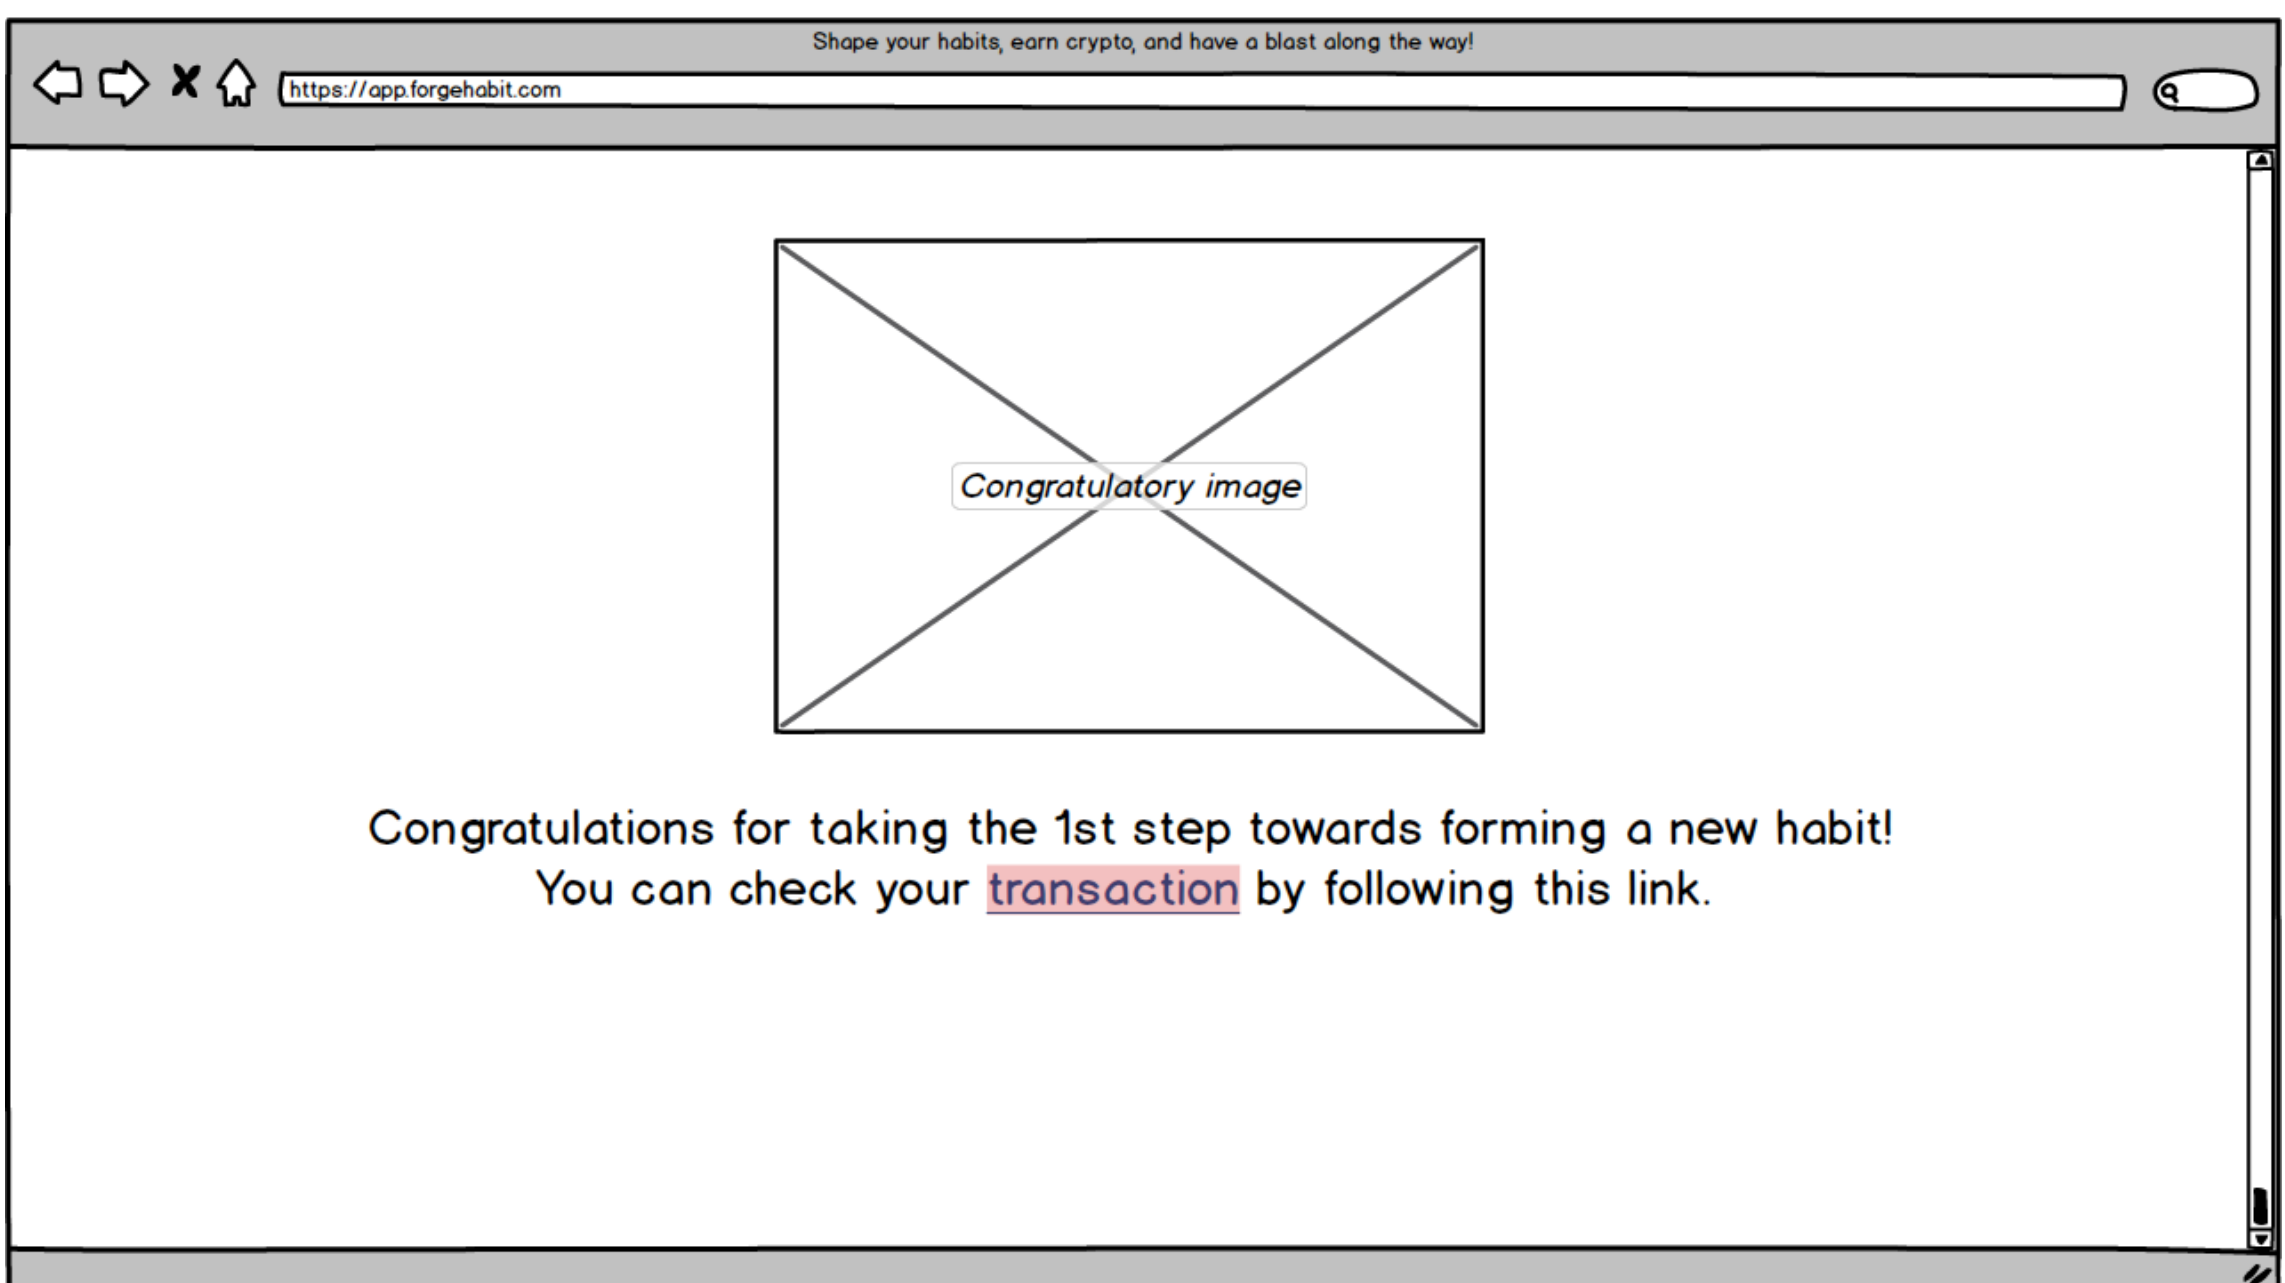 Shape your habits, earn crypto, and have a blast along the way!
https://app.forgehabit.com
Congratulatory image
Congratulations for taking the 1st step towards forming a new habit!
You can check your transaction by following this link.